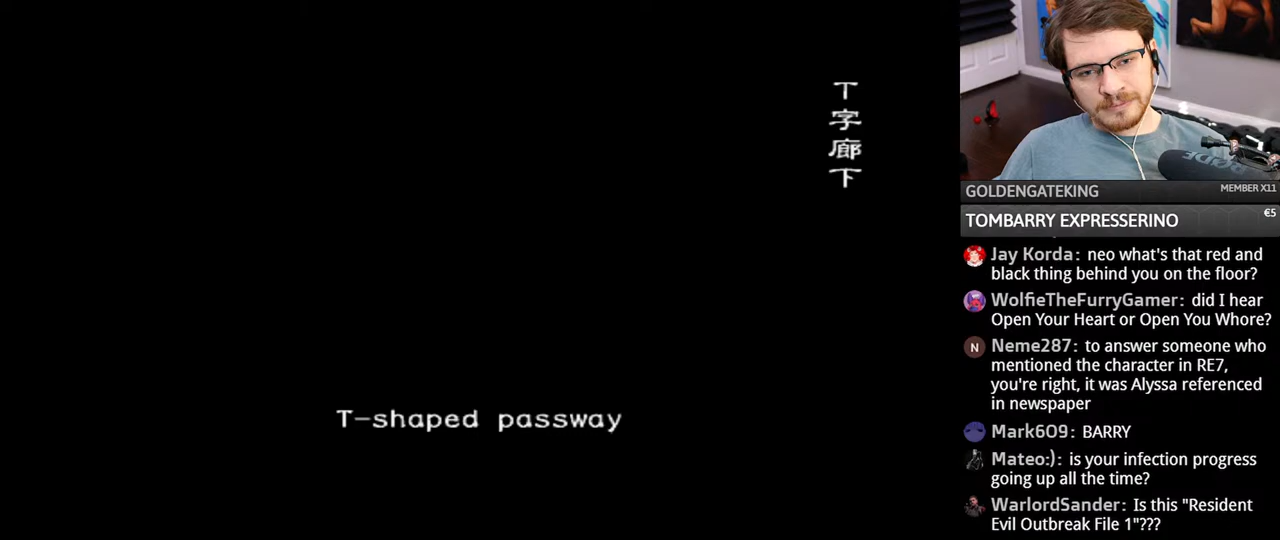 T字廊下
T-shaped passway
GOLDENGATEKING
MEMBER X11
TOMBARRY EXPRESSERINO
€5
Jay Korda: neo what's that red and
black thing behind you on the floor?
WolfieTheFurryGamer: did I hear
Open Your Heart or Open You Whore?
N
Neme287: to answer someone who
mentioned the character in RE7,
you're right, it was Alyssa referenced
in newspaper
Mark609: BARRY
Mateo:): is your infection progress
going up all the time?
WarlordSander: Is this "Resident
Evil Outbreak File 1"???
RØDE